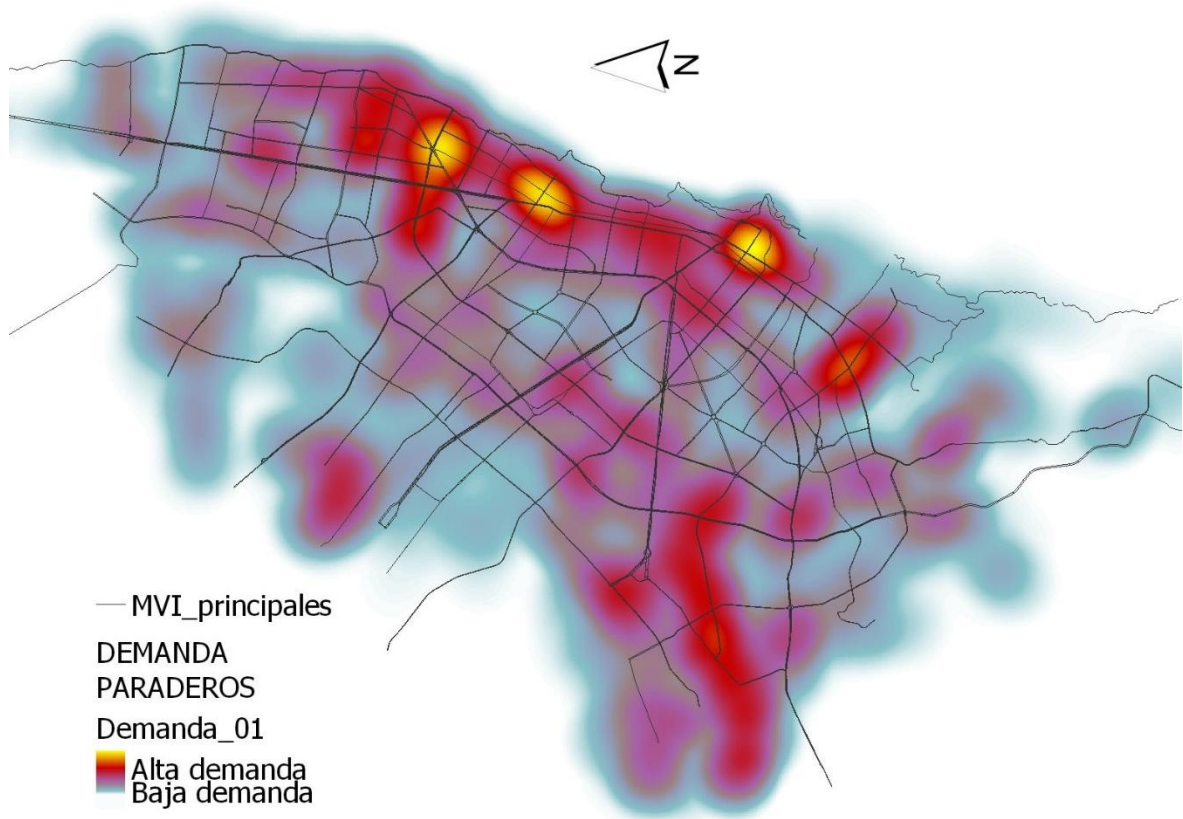 N
MVI_principales
DEMANDA
PARADEROS
Demanda_01
Alta demanda
Baja demanda